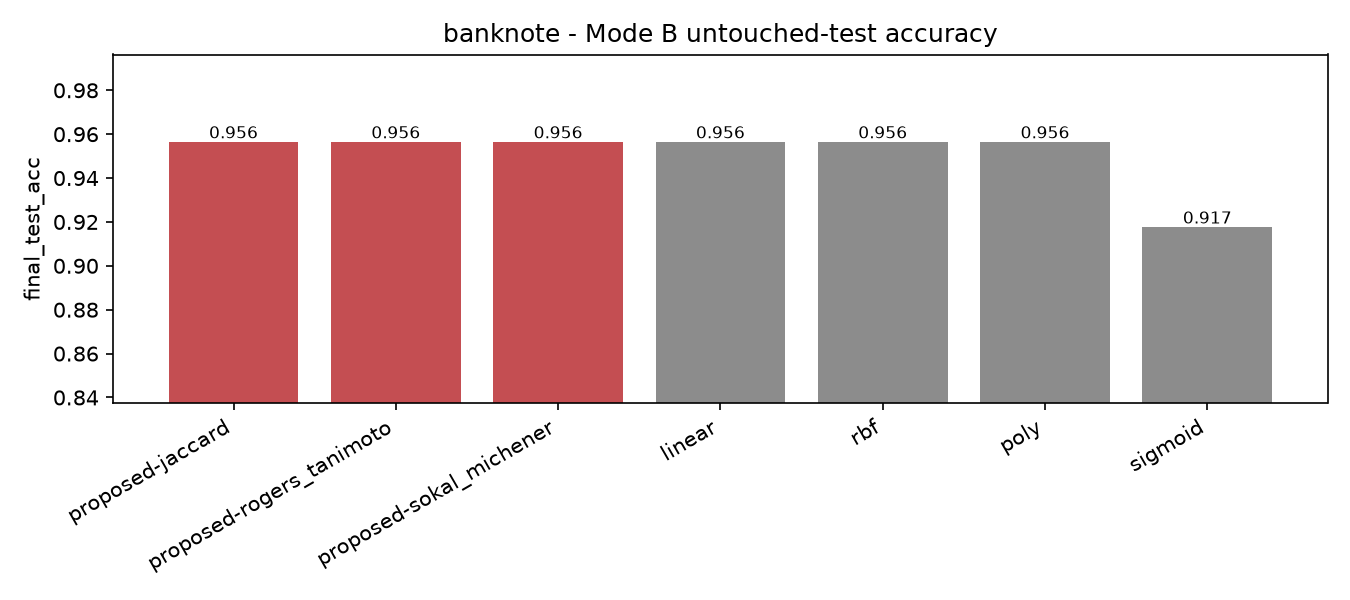 banknote - Mode B untouched-test accuracy
final_test_acc
0.98
0.96
0.94
0.92
0.90
0.88
0.86
0.84
0.956
0.956
0.956
0.956
0.956
0.956
0.917
proposed-jaccard
proposed-rogers_tanimoto
proposed-sokal_michener
linear
rbf
poly
sigmoid